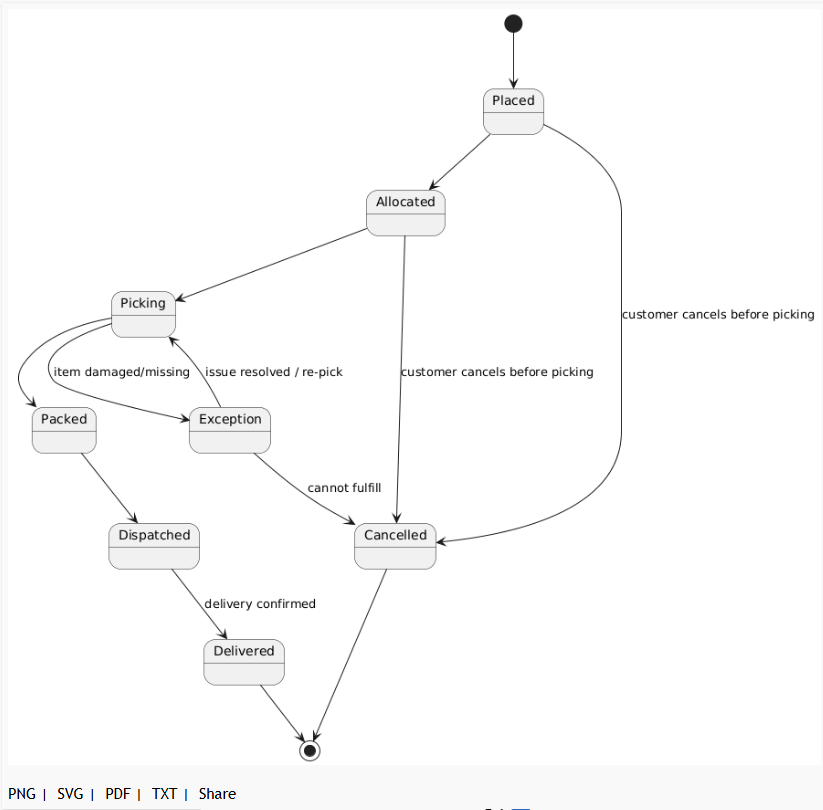 Placed
Allocated
Picking
customer cancels before picking
item damaged/missing
issue resolved / re-pick
customer cancels before picking
Packed
Exception
cannot fulfill
Dispatched
Cancelled
delivery confirmed
Delivered
PNG | SVG | PDF | TXT | Share